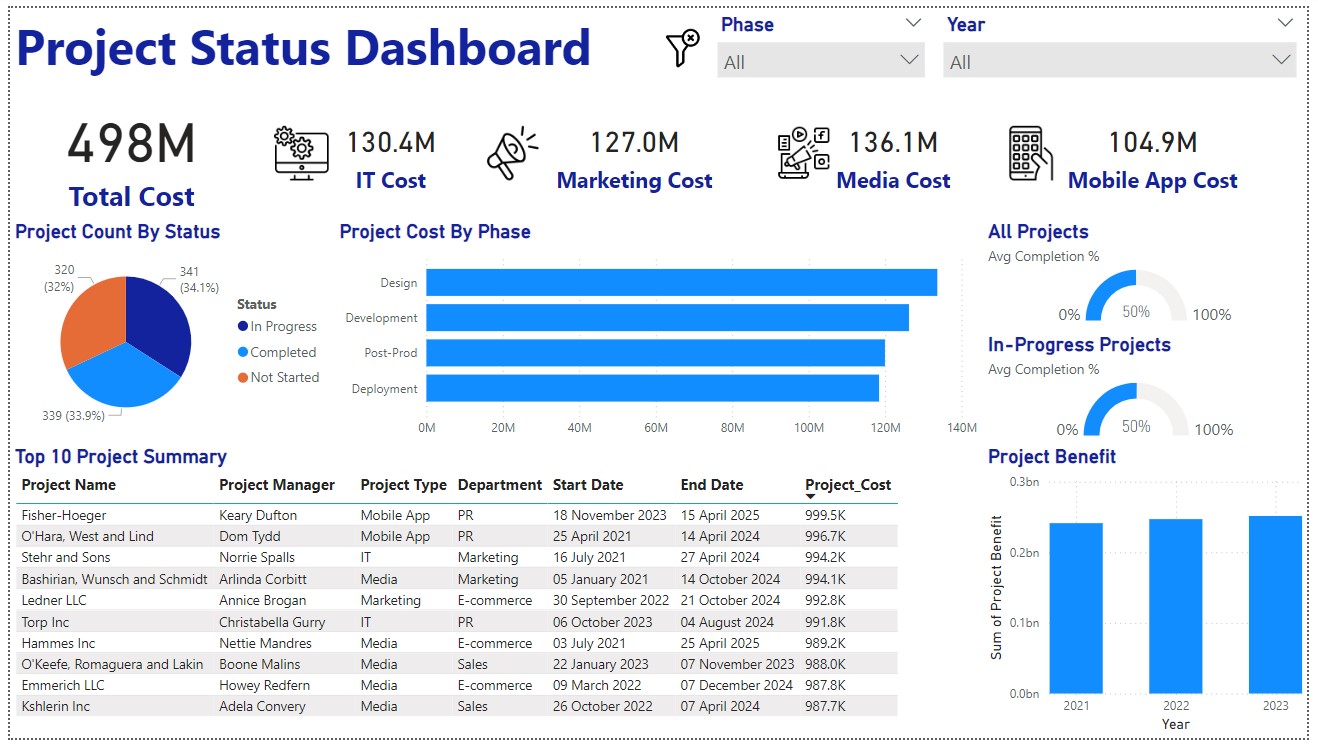 Project Status Dashboard
Phase
All
Year
All
498M
Total Cost
130.4M
IT Cost
127.0M
Marketing Cost
136.1M
Media Cost
104.9M
Mobile App Cost
Project Count By Status
320
(32%)
341
(34.1%)
339 (33.9%)
Status
In Progress
Completed
Not Started
Project Cost By Phase
Design
Development
Post-Prod
Deployment
0M 20M 40M 60M 80M 100M 120M 140M
All Projects
Avg Completion %
0% 50% 100%
In-Progress Projects
Avg Completion %
0% 50% 100%
Top 10 Project Summary
Project Name Project Manager Project Type Department Start Date End Date Project_Cost
Fisher-Hoeger Keary Dufton Mobile App PR 18 November 2023 15 April 2025 999.5K
O'Hara, West and Lind Dom Tydd Mobile App PR 25 April 2021 14 April 2024 996.7K
Stehr and Sons Norrie Spalls IT Marketing 16 July 2021 27 April 2024 994.2K
Bashirian, Wunsch and Schmidt Arlinda Corbitt Media Marketing 05 January 2021 14 October 2024 994.1K
Ledner LLC Annice Brogan Marketing E-commerce 30 September 2022 21 October 2024 992.8K
Torp Inc Christabella Gurry IT PR 06 October 2023 04 August 2024 991.8K
Hammes Inc Nettie Mandres Media E-commerce 03 July 2021 25 April 2025 989.2K
O'Keefe, Romaguera and Lakin Boone Malins Media Sales 22 January 2023 07 November 2023 988.0K
Emmerich LLC Howey Redfern Media E-commerce 09 March 2022 07 December 2024 987.8K
Kshlerin Inc Adela Convery Media Sales 26 October 2022 07 April 2024 987.7K
Project Benefit
Sum of Project Benefit
0.3bn
0.2bn
0.1bn
0.0bn
2021 2022 2023
Year